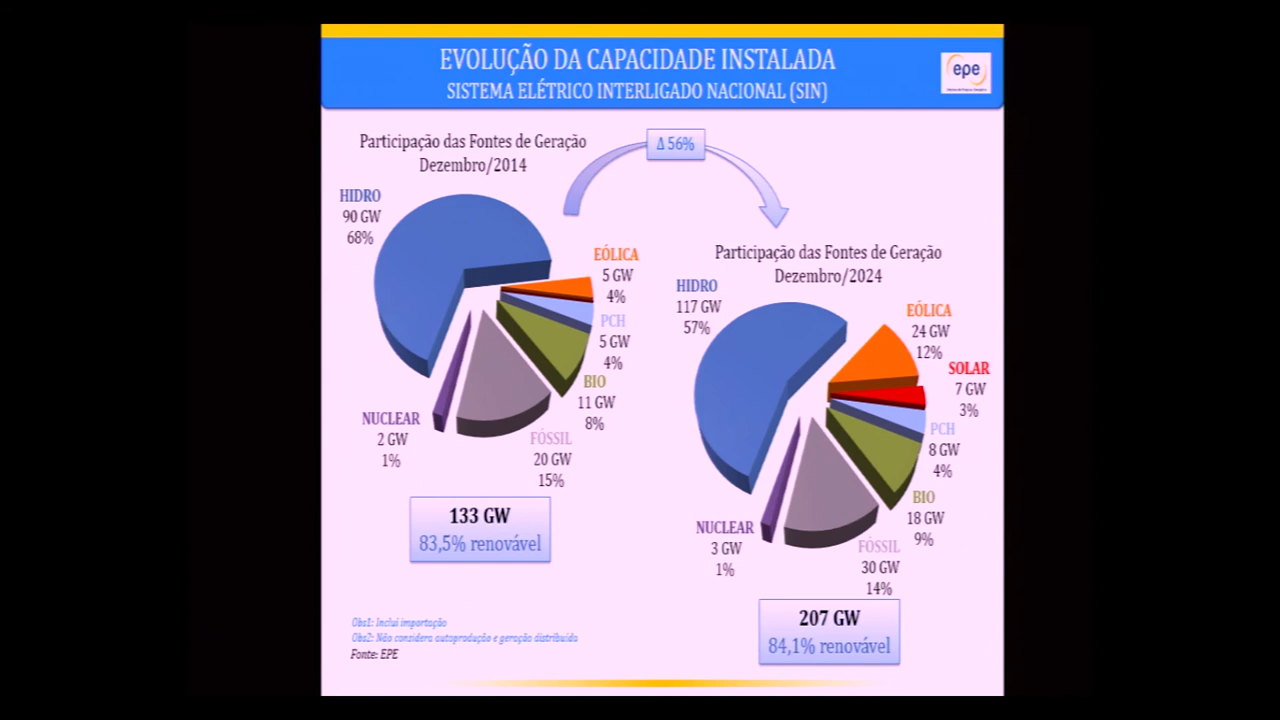 EVOLUÇÃO DA CAPACIDADE INSTALADA
SISTEMA ELÉTRICO INTERLIGADO NACIONAL (SIN)
epe
Δ 56%
Participação das Fontes de Geração
Dezembro/2014
HIDRO
90 GW
68%
EÓLICA
5 GW
4%
PCH
5 GW
4%
BIO
11 GW
8%
FÓSSIL
20 GW
15%
NUCLEAR
2 GW
1%
133 GW
83,5% renovável
Participação das Fontes de Geração
Dezembro/2024
HIDRO
117 GW
57%
EÓLICA
24 GW
12%
SOLAR
7 GW
3%
PCH
8 GW
4%
BIO
18 GW
9%
FÓSSIL
30 GW
14%
NUCLEAR
3 GW
1%
207 GW
84,1% renovável
Obs1: Inclui importação
Obs2: Não considera autoprodução e geração distribuída
Fonte: EPE